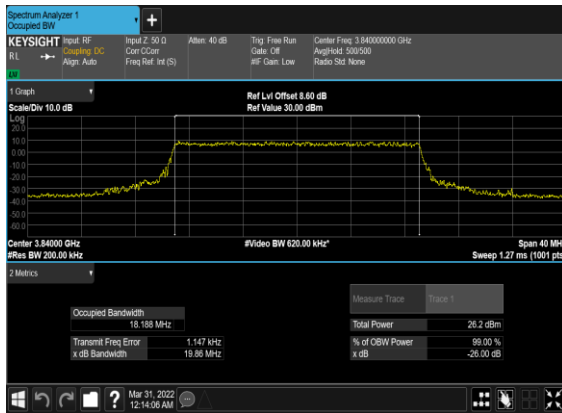 Spectrum Analyzer 1
Occupied BW
KEYSIGHT
RL
Input: RF
Coupling: DC
Align: Auto
Input Z: 50 Ω
Corr CCorr
Freq Ref: Int (S)
Atten: 40 dB
Trig: Free Run
Gate: Off
#IF Gain: Low
Center Freq: 3.840000000 GHz
Avg|Hold: 500/500
Radio Std: None
1 Graph
Scale/Div 10.0 dB
Ref Lvl Offset 8.60 dB
Ref Value 30.00 dBm
Log
20.0
10.0
0.00
-10.0
-20.0
-30.0
-40.0
-50.0
-60.0
Center 3.84000 GHz
#Res BW 200.00 kHz
#Video BW 620.00 kHz*
Span 40 MH
Sweep 1.27 ms (1001 pts
2 Metrics
Measure Trace
Trace 1
Occupied Bandwidth
18.188 MHz
Total Power
26.2 dBm
Transmit Freq Error
1.147 kHz
% of OBW Power
99.00 %
x dB Bandwidth
19.86 MHz
x dB
-26.00 dB
Mar 31, 2022
12:14:06 AM